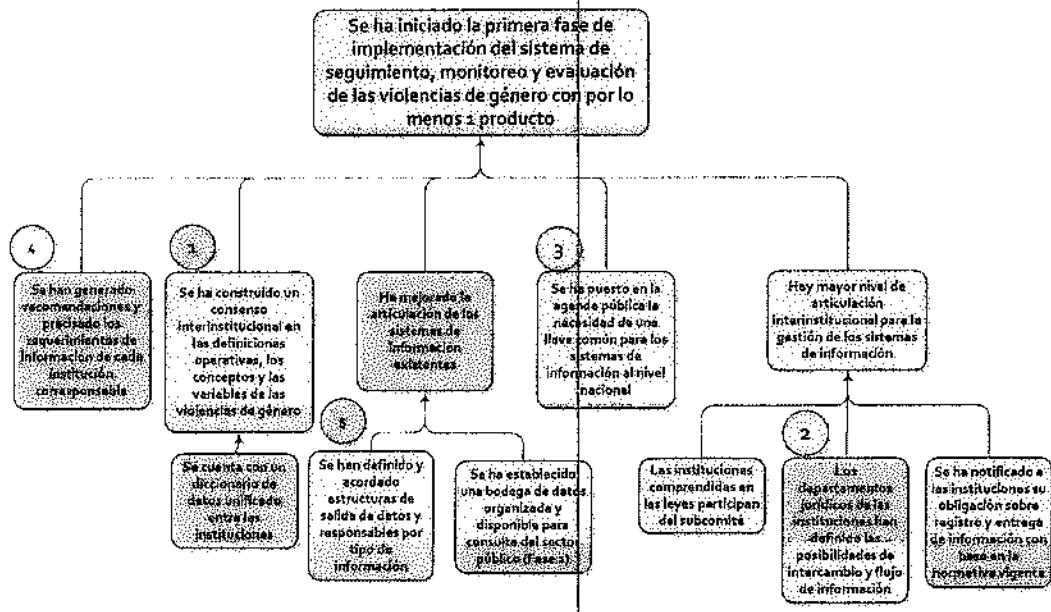 Se ha iniciado la primera fase de
implementación del sistema de
seguimiento, monitoreo y evaluación
de las violencias de género con por lo
menos 1 producto
4
Se han generado
recomendaciones y
precisado los
requerimientos de
información de cada
institución
corresponsable
1
Se ha construido un
consenso
interinstitucional en
las definiciones
operativas, los
conceptos y las
variables de las
violencias de género
Ha mejorado la
articulación de los
sistemas de
información
existentes
3
Se ha puesto en la
agenda pública la
necesidad de una
llave común para los
sistemas de
información al nivel
nacional
Hay mayor nivel de
articulación
interinstitucional para la
gestión de los sistemas
de información
Se cuenta con un
diccionario de
datos unificado
entre las
instituciones
5
Se han definido y
acordado
estructuras de
salida de datos y
responsables por
tipo de
información
Se ha establecido
una bodega de datos
organizada y
disponible para
consulta del sector
público (Fase 2)
Las instituciones
comprendidas en
las leyes participan
del subcomité
2
Los
departamentos
jurídicos de las
instituciones han
definido las
posibilidades de
intercambio y flujo
de información
Se ha notificado a
las instituciones su
obligación sobre
registro y entrega
de información con
base en la
normativa vigente